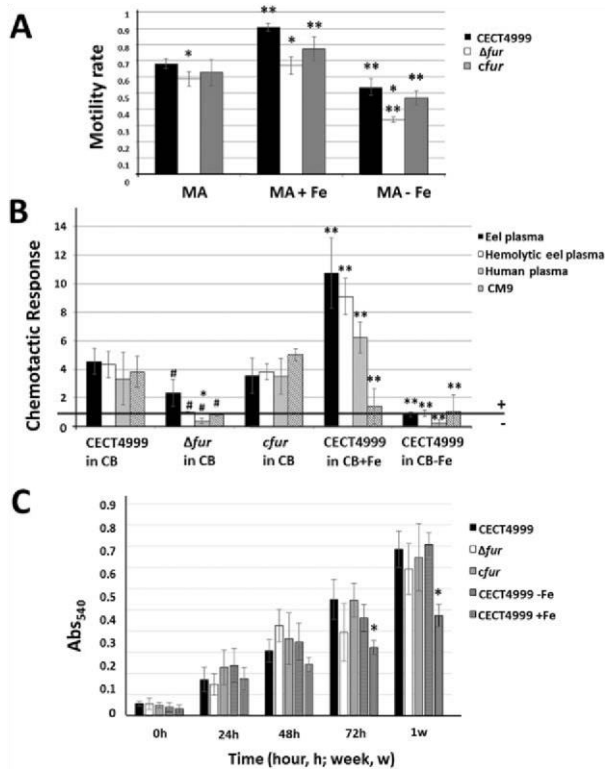 A
Motility rate
1
0.9
0.8
0.7
0.6
0.5
0.4
0.3
0.2
0.1
0
*
**
*
**
**
*
**
**
MA
MA + Fe
MA - Fe
CECT4999
Δfur
cfur
B
Chemotactic Response
14
12
10
8
6
4
2
0
#
#
*
#
#
**
**
**
**
**
**
**
**
+
-
CECT4999
in CB
Δfur
in CB
cfur
in CB
CECT4999
in CB+Fe
CECT4999
in CB-Fe
Eel plasma
Hemolytic eel plasma
Human plasma
CM9
C
Abs540
0.9
0.8
0.7
0.6
0.5
0.4
0.3
0.2
0.1
0
*
*
0h
24h
48h
72h
1w
Time (hour, h; week, w)
CECT4999
Δfur
cfur
CECT4999 -Fe
CECT4999 +Fe